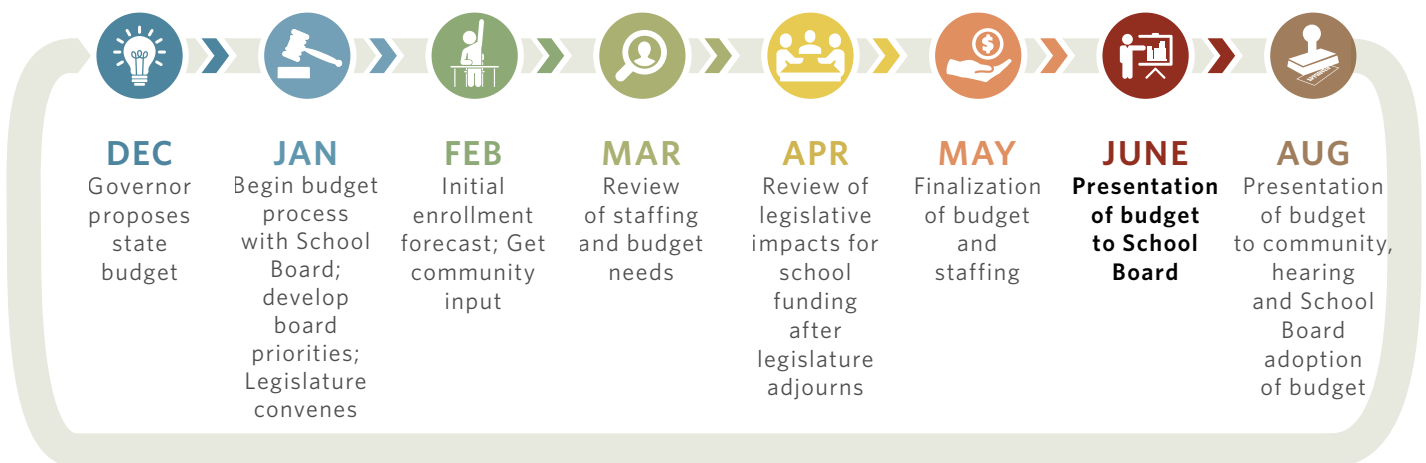 DEC
Governor
proposes
state
budget
JAN
Begin budget
process
with School
Board;
develop
board
priorities;
Legislature
convenes
FEB
Initial
enrollment
forecast; Get
community
input
MAR
Review
of staffing
and budget
needs
APR
Review of
legislative
impacts for
school
funding
after
legislature
adjourns
MAY
Finalization
of budget
and
staffing
$
JUNE
Presentation
of budget
to School
Board
AUG
Presentation
of budget
to community,
hearing
and School
Board
adoption
of budget